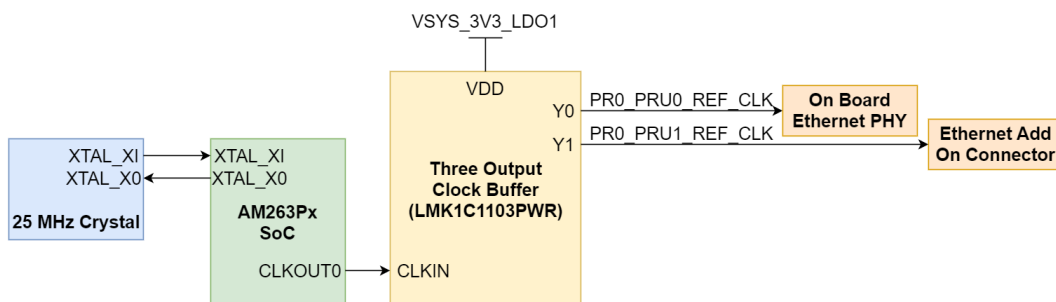 VSYS_3V3_LDO1
VDD
Y0
PR0_PRU0_REF_CLK
On Board
Ethernet PHY
Y1
PR0_PRU1_REF_CLK
Ethernet Add
On Connector
XTAL_XI
XTAL_X0
25 MHz Crystal
XTAL_XI
XTAL_X0
AM263Px
SoC
CLKOUT0
Three Output
Clock Buffer
(LMK1C1103PWR)
CLKIN